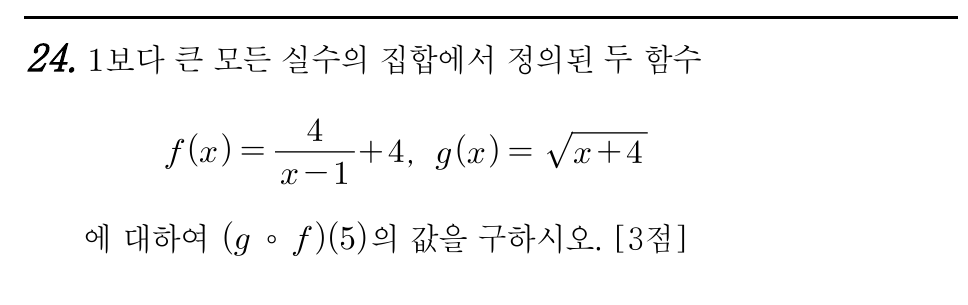 24. 1보다 큰 모든 실수의 집합에서 정의된 두 함수
f(x) = 4/(x−1) + 4, g(x) = √(x+4)
에 대하여 (g ∘ f)(5)의 값을 구하시오. [3점]